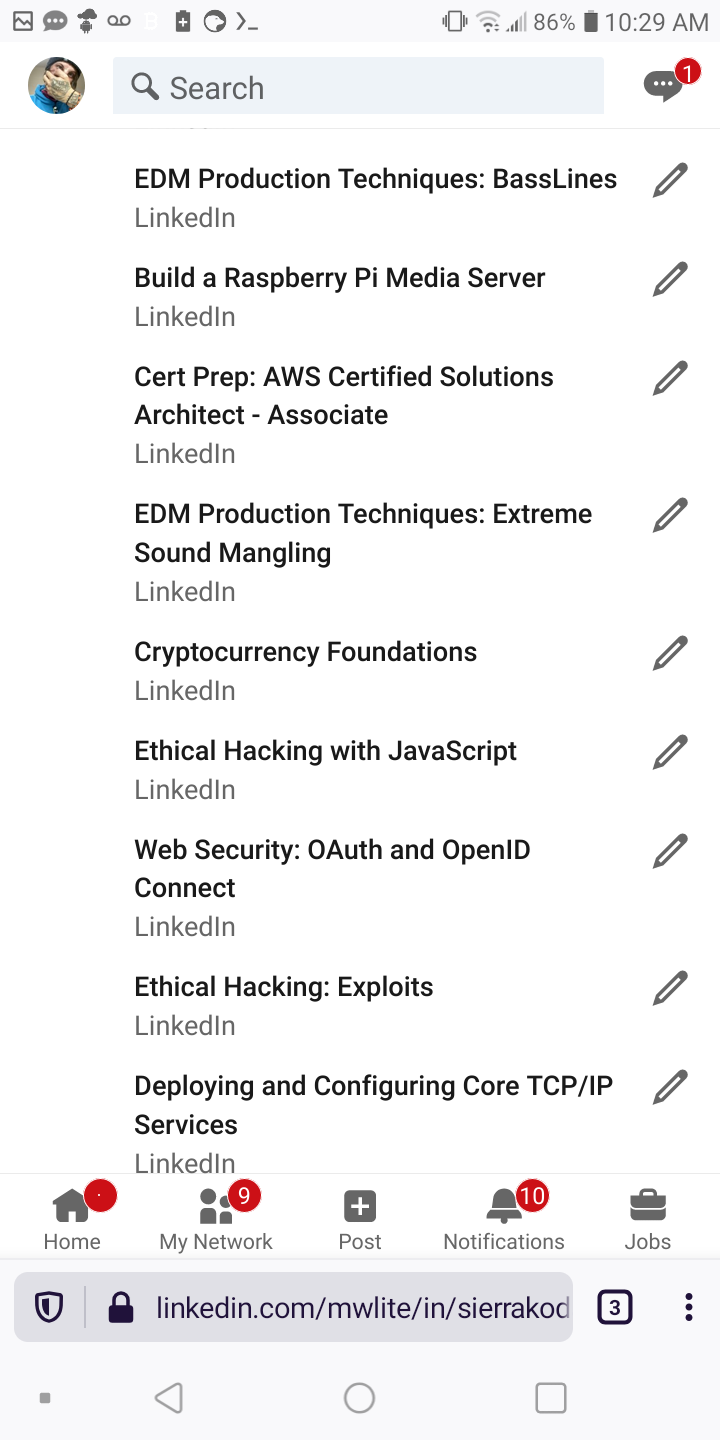 86% 10:29 AM
Search
1
EDM Production Techniques: BassLines
LinkedIn
Build a Raspberry Pi Media Server
LinkedIn
Cert Prep: AWS Certified Solutions
Architect - Associate
LinkedIn
EDM Production Techniques: Extreme
Sound Mangling
LinkedIn
Cryptocurrency Foundations
LinkedIn
Ethical Hacking with JavaScript
LinkedIn
Web Security: OAuth and OpenID
Connect
LinkedIn
Ethical Hacking: Exploits
LinkedIn
Deploying and Configuring Core TCP/IP
Services
LinkedIn
9 10
Home My Network Post Notifications Jobs
linkedin.com/mwlite/in/sierrakod 3